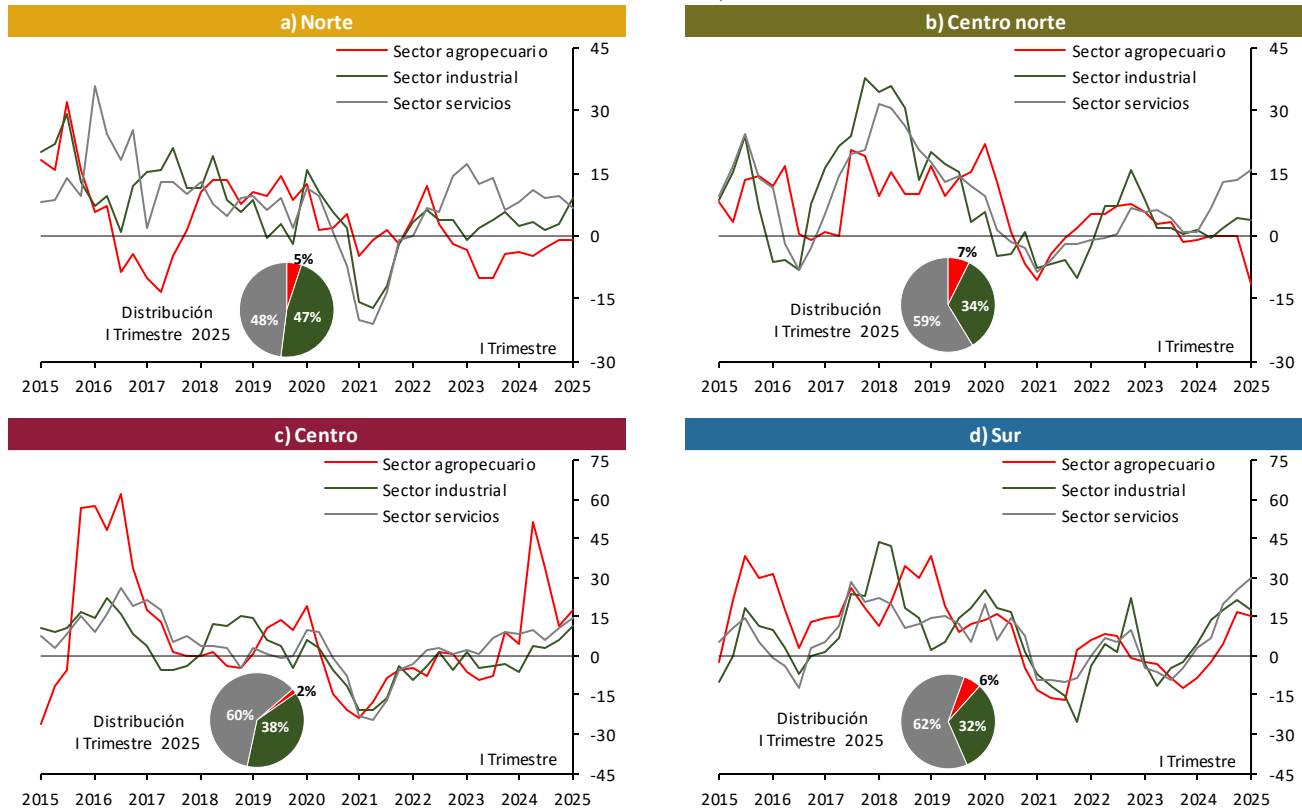 a) Norte
Sector agropecuario
Sector industrial
Sector servicios
45
30
15
0
-15
-30
5%
47%
48%
Distribución
I Trimestre 2025
I Trimestre
2015 2016 2017 2018 2019 2020 2021 2022 2023 2024 2025
b) Centro norte
Sector agropecuario
Sector industrial
Sector servicios
45
30
15
0
-15
-30
7%
34%
59%
Distribución
I Trimestre 2025
I Trimestre
2015 2016 2017 2018 2019 2020 2021 2022 2023 2024 2025
c) Centro
Sector agropecuario
Sector industrial
Sector servicios
75
60
45
30
15
0
-15
-30
-45
2%
60%
38%
Distribución
I Trimestre 2025
I Trimestre
2015 2016 2017 2018 2019 2020 2021 2022 2023 2024 2025
d) Sur
Sector agropecuario
Sector industrial
Sector servicios
75
60
45
30
15
0
-15
-30
-45
6%
62%
32%
Distribución
I Trimestre 2025
I Trimestre
2015 2016 2017 2018 2019 2020 2021 2022 2023 2024 2025